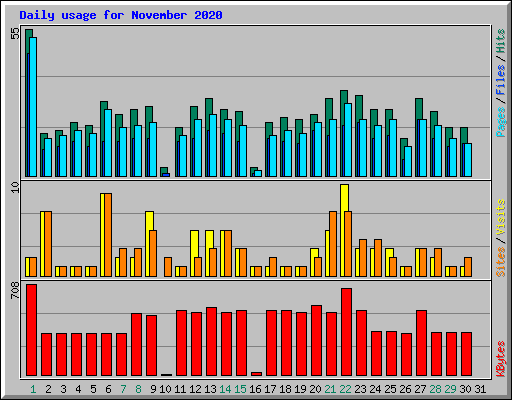 Daily usage for November 2020
55
Pages / Files / Hits
10
Sites / Visits
708
KBytes
1 2 3 4 5 6 7 8 9 10 11 12 13 14 15 16 17 18 19 20 21 22 23 24 25 26 27 28 29 30 31